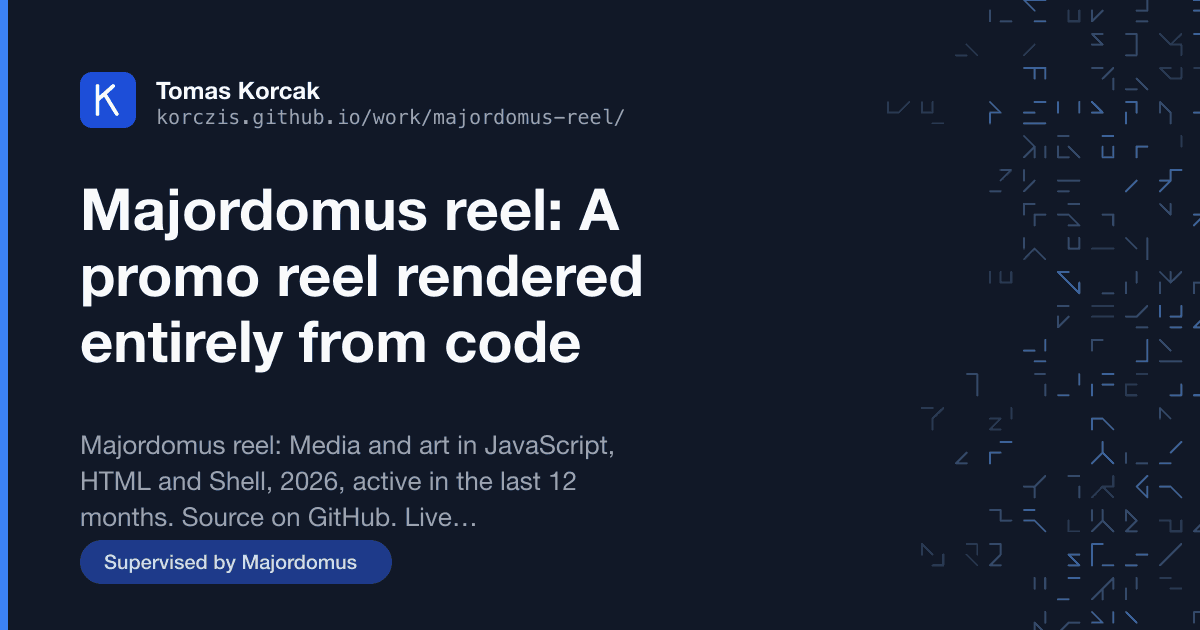 K
Tomas Korcak
korczis.github.io/work/majordomus-reel/
Majordomus reel: A
promo reel rendered
entirely from code
Majordomus reel: Media and art in JavaScript,
HTML and Shell, 2026, active in the last 12
months. Source on GitHub. Live…
Supervised by Majordomus